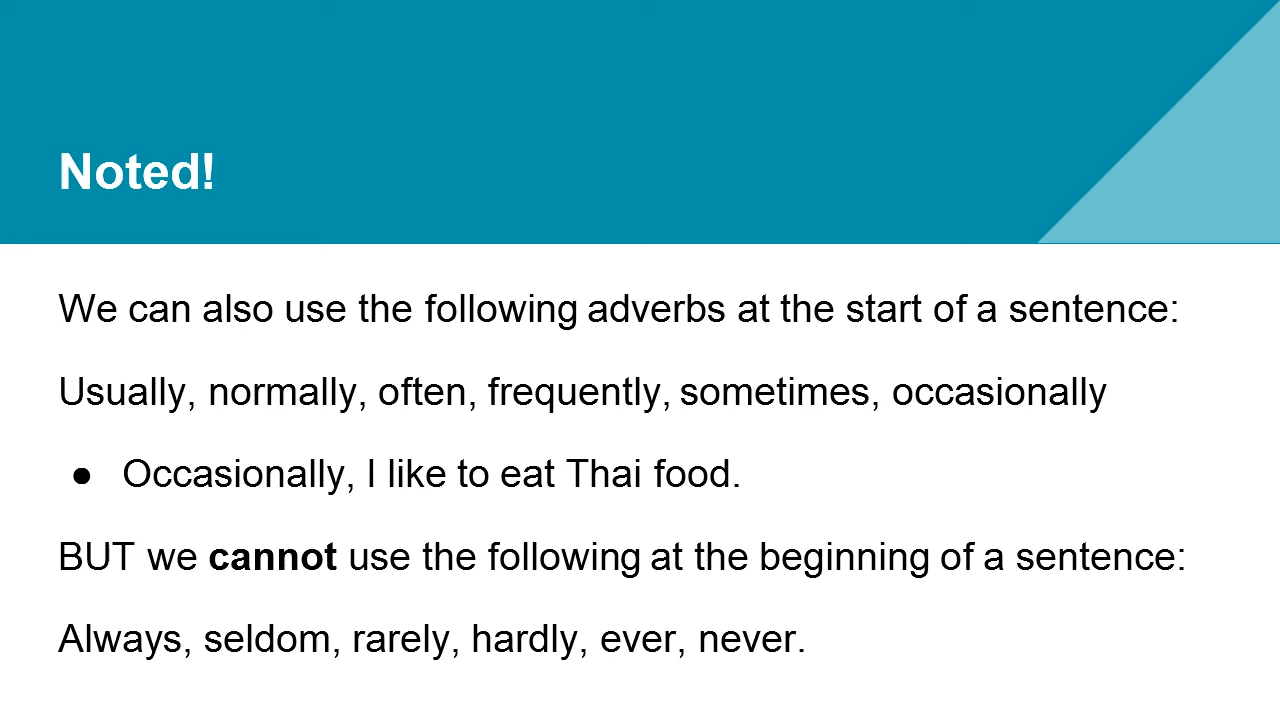 Noted!
We can also use the following adverbs at the start of a sentence:
Usually, normally, often, frequently, sometimes, occasionally
● Occasionally, I like to eat Thai food.
BUT we cannot use the following at the beginning of a sentence:
Always, seldom, rarely, hardly, ever, never.